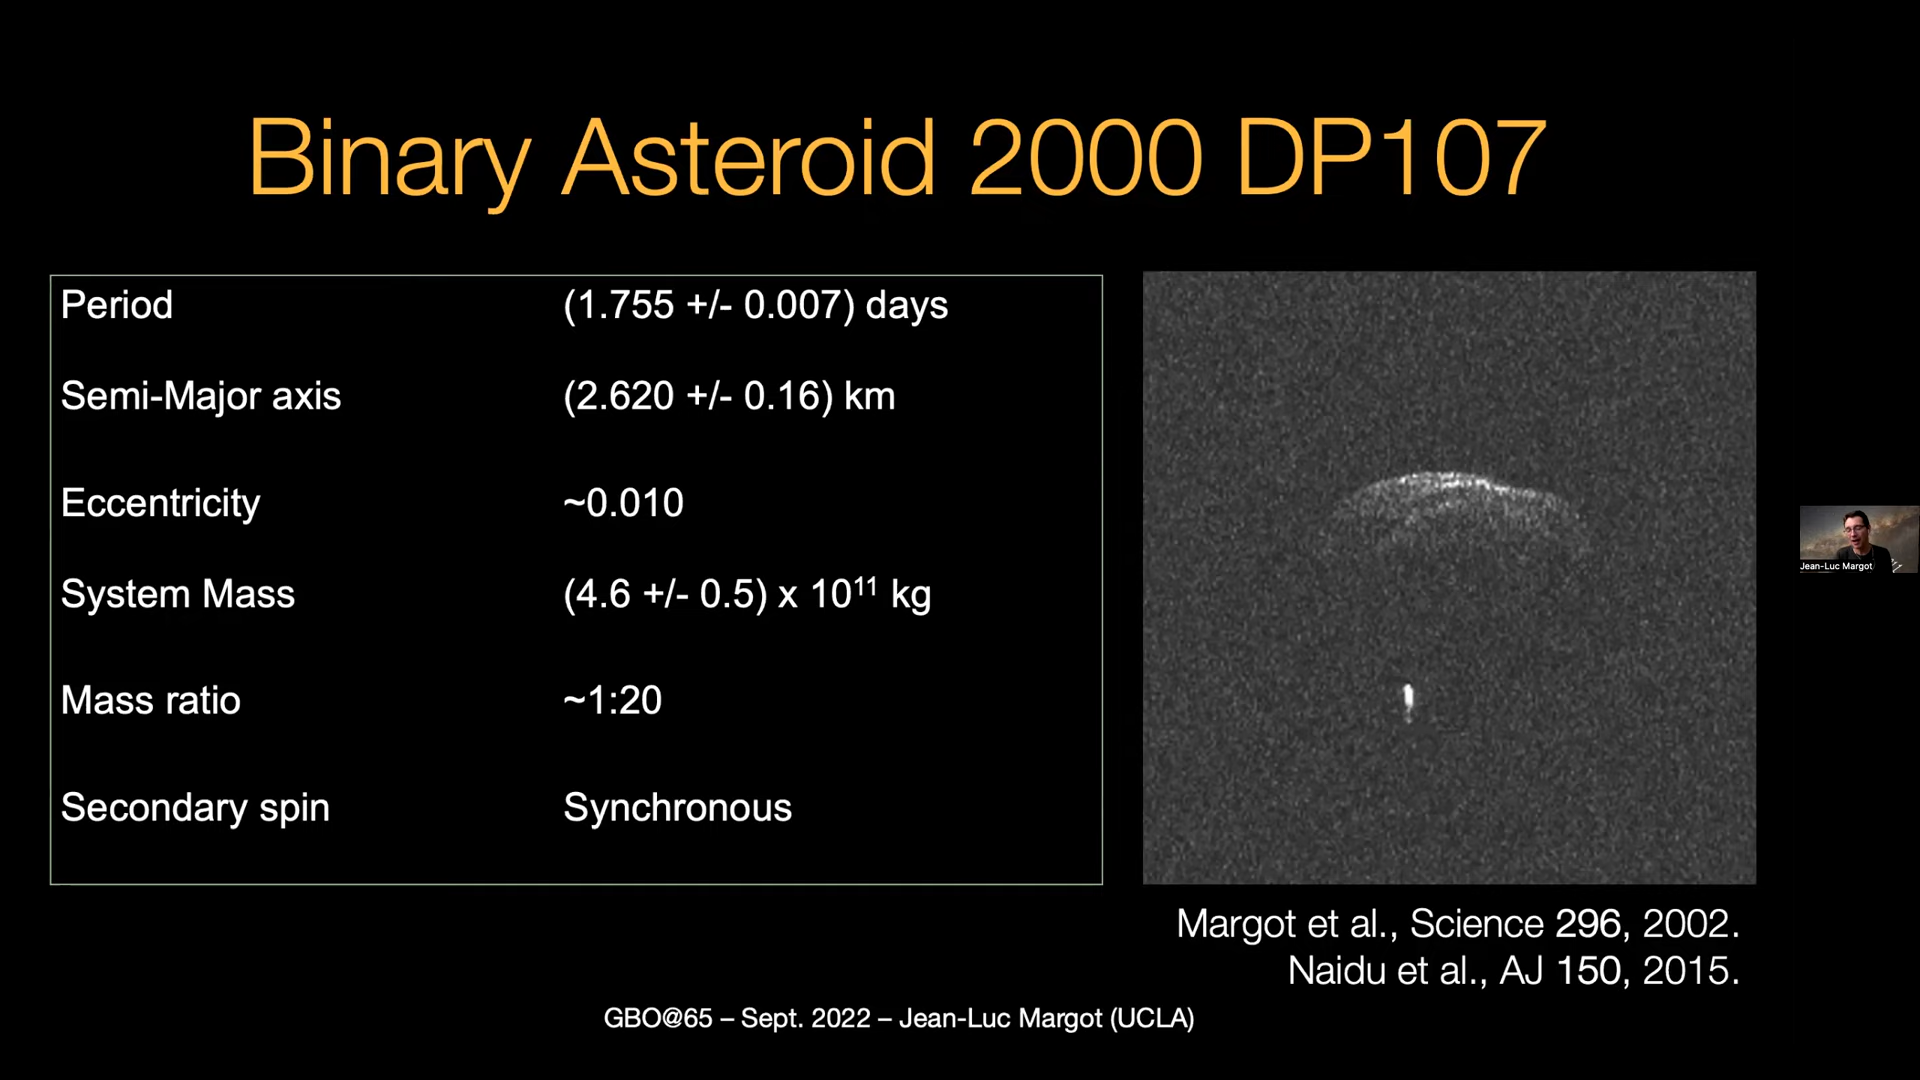 Binary Asteroid 2000 DP107
Period (1.755 +/- 0.007) days
Semi-Major axis (2.620 +/- 0.16) km
Eccentricity ~0.010
System Mass (4.6 +/- 0.5) x 10¹¹ kg
Mass ratio ~1:20
Secondary spin Synchronous
Jean-Luc Margot
Margot et al., Science 296, 2002.
Naidu et al., AJ 150, 2015.
GBO@65 – Sept. 2022 – Jean-Luc Margot (UCLA)